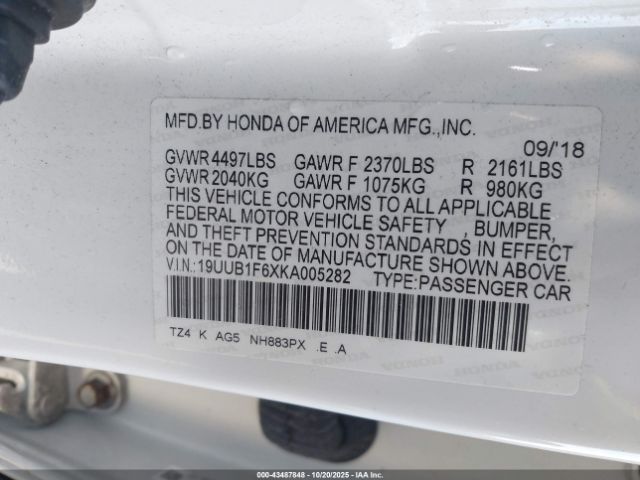 MFD.BY HONDA OF AMERICA MFG.,INC.
09/'18
GVWR 4497LBS GAWR F 2370LBS R 2161LBS
GVWR 2040KG GAWR F 1075KG R 980KG
THIS VEHICLE CONFORMS TO ALL APPLICABLE
FEDERAL MOTOR VEHICLE SAFETY , BUMPER,
AND THEFT PREVENTION STANDARDS IN EFFECT
ON THE DATE OF MANUFACTURE SHOWN ABOVE.
V.I.N.: 19UUB1F6XKA005282 TYPE:PASSENGER CAR
TZ4 K AG5 NH883PX .E .A
000-43487848 | 10/20/2025 | IAA, Inc.